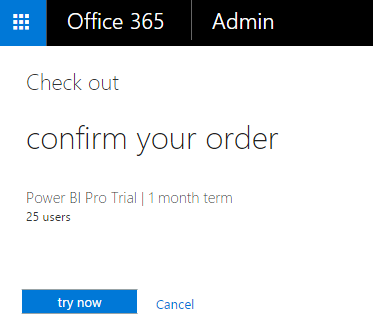 Office 365 Admin
Check out
confirm your order
Power BI Pro Trial | 1 month term
25 users
try now Cancel